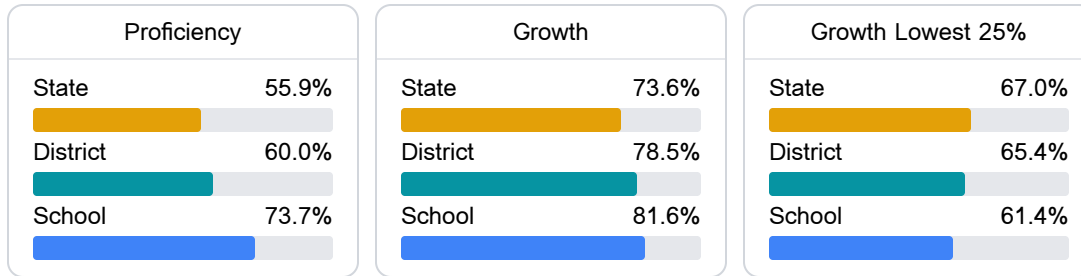 Proficiency
State 55.9%
District 60.0%
School 73.7%
Growth
State 73.6%
District 78.5%
School 81.6%
Growth Lowest 25%
State 67.0%
District 65.4%
School 61.4%